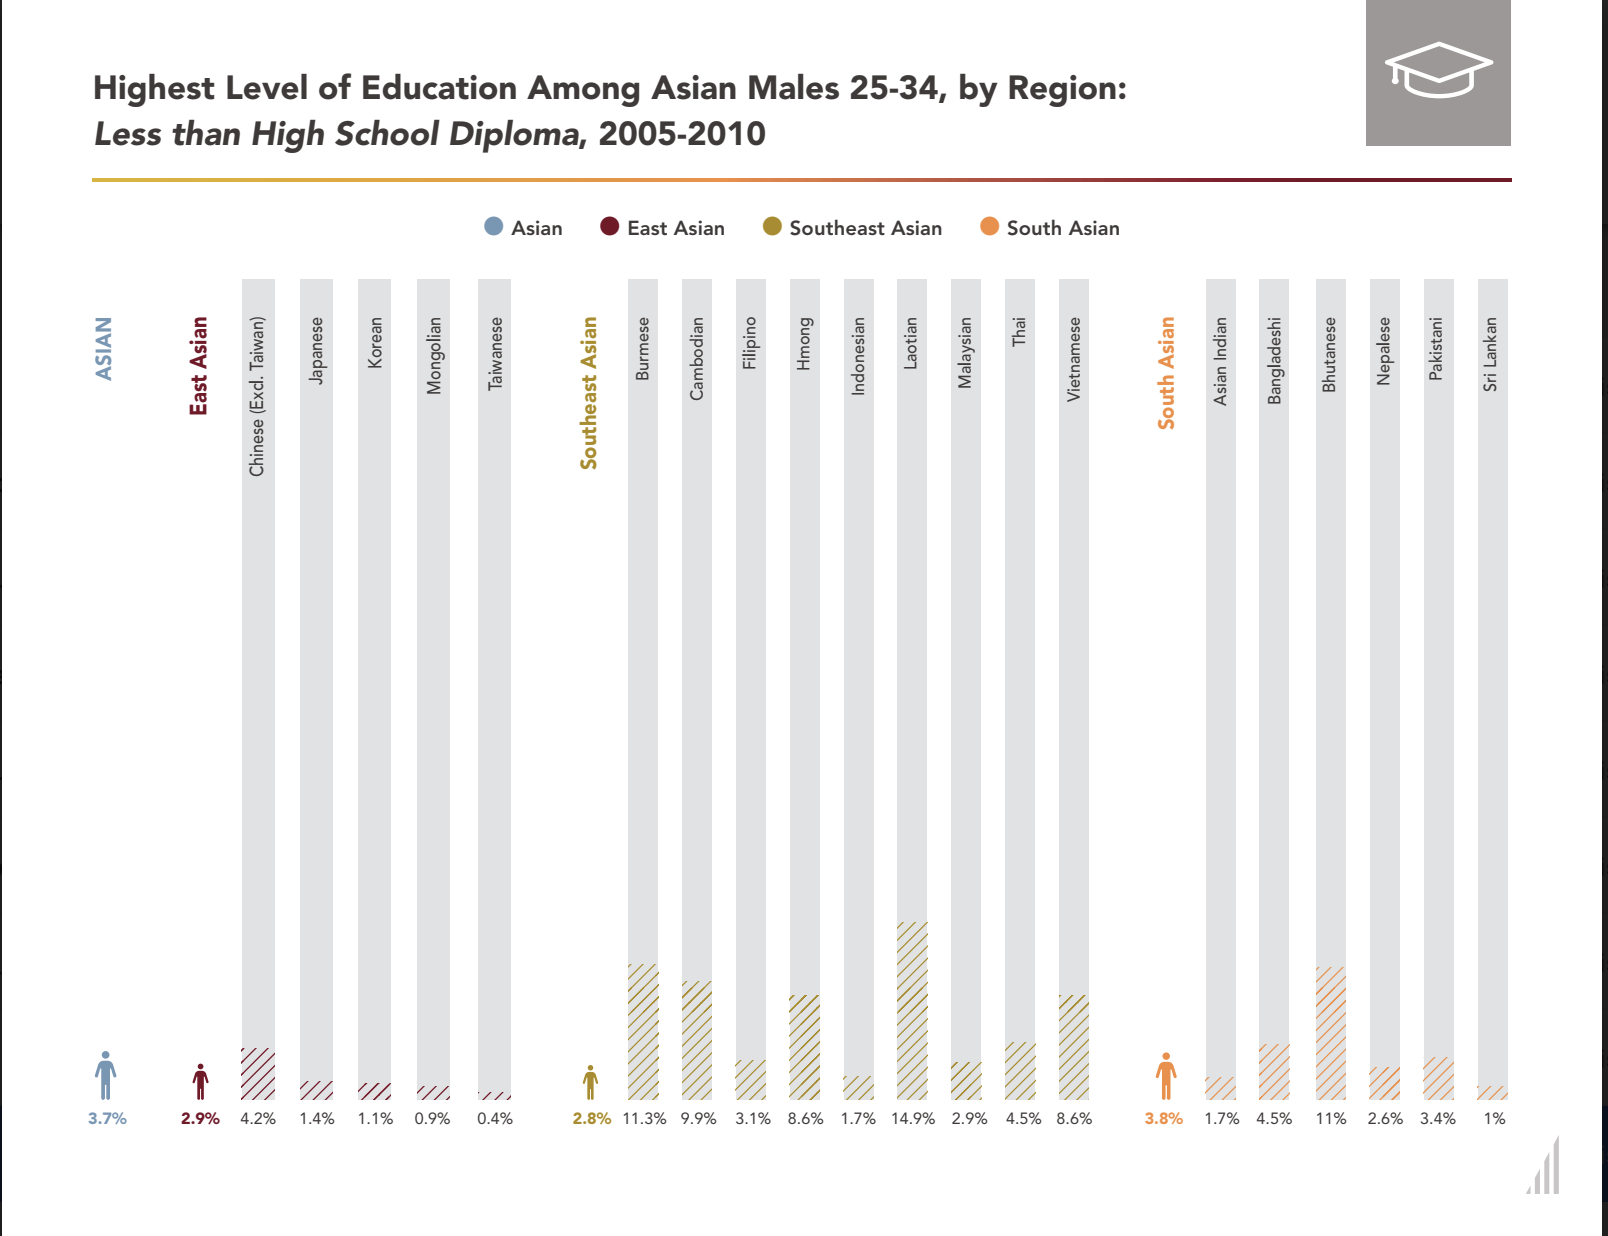 Highest Level of Education Among Asian Males 25-34, by Region:
Less than High School Diploma, 2005-2010
Asian
East Asian
Southeast Asian
South Asian
ASIAN
East Asian
Chinese (Excl. Taiwan)
Japanese
Korean
Mongolian
Taiwanese
Southeast Asian
Burmese
Cambodian
Filipino
Hmong
Indonesian
Laotian
Malaysian
Thai
Vietnamese
South Asian
Asian Indian
Bangladeshi
Bhutanese
Nepalese
Pakistani
Sri Lankan
3.7%
2.9%
4.2%
1.4%
1.1%
0.9%
0.4%
2.8%
11.3%
9.9%
3.1%
8.6%
1.7%
14.9%
2.9%
4.5%
8.6%
3.8%
1.7%
4.5%
11%
2.6%
3.4%
1%